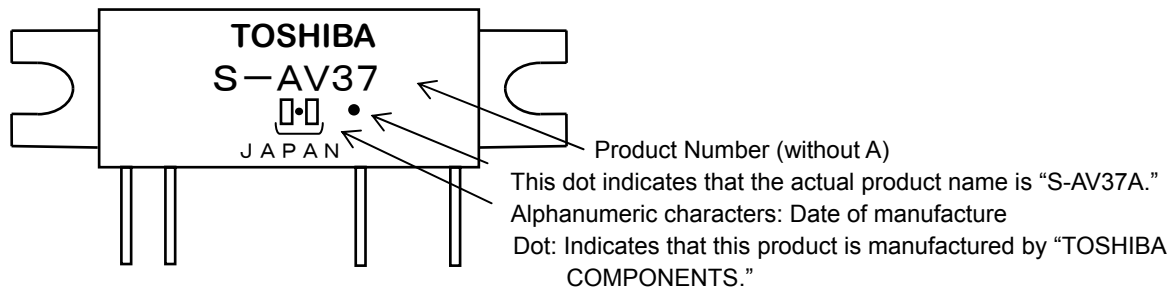 TOSHIBA
S-AV37
JAPAN
Product Number (without A)
This dot indicates that the actual product name is “S-AV37A.”
Alphanumeric characters: Date of manufacture
Dot: Indicates that this product is manufactured by “TOSHIBA
COMPONENTS.”